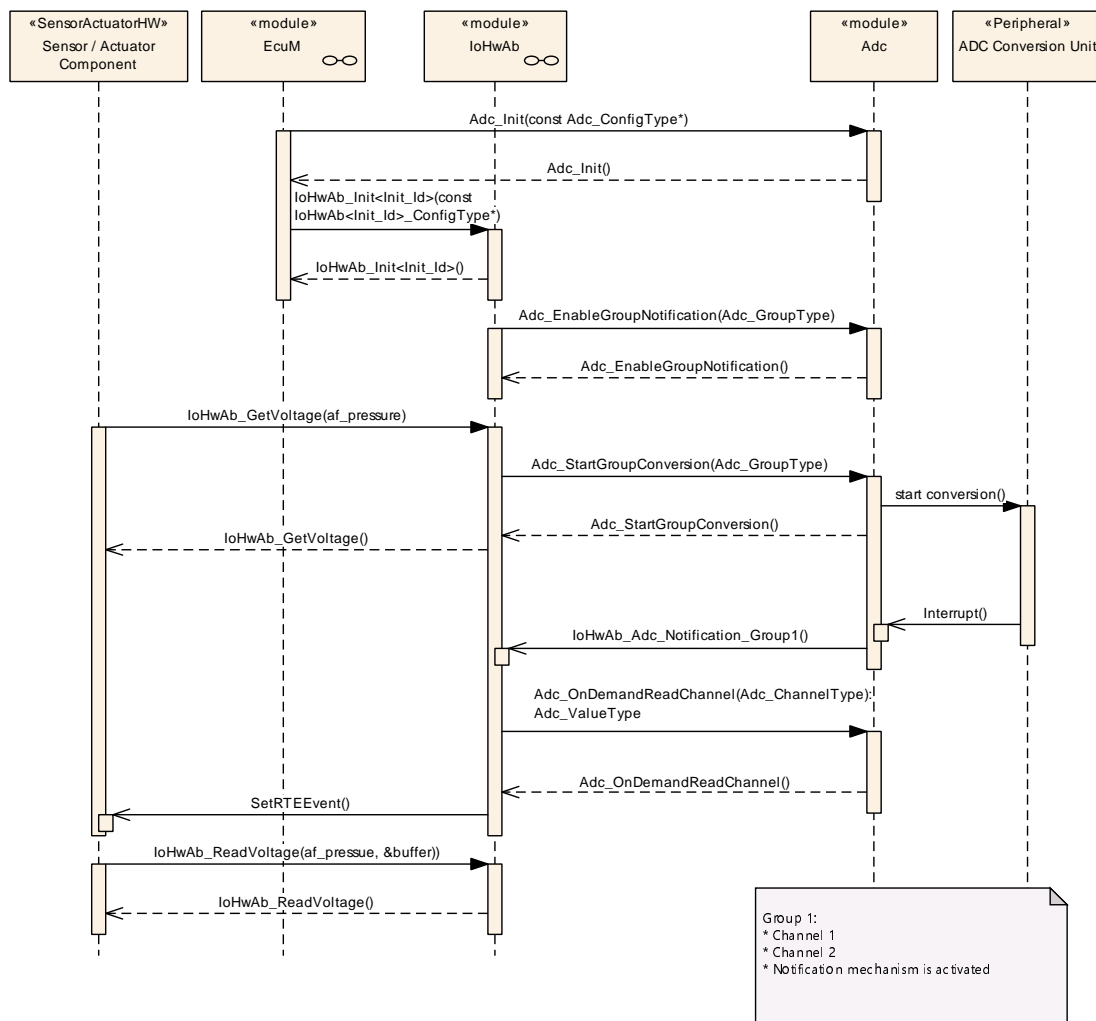 «SensorActuatorHW»
Sensor / Actuator
Component
«module»
EcuM
«module»
IoHwAb
«module»
Adc
«Peripheral»
ADC Conversion Unit
Adc_Init(const Adc_ConfigType*)
Adc_Init()
IoHwAb_Init<Init_Id>(const
IoHwAb<Init_Id>_ConfigType*)
IoHwAb_Init<Init_Id>()
Adc_EnableGroupNotification(Adc_GroupType)
Adc_EnableGroupNotification()
IoHwAb_GetVoltage(af_pressure)
Adc_StartGroupConversion(Adc_GroupType)
start conversion()
Adc_StartGroupConversion()
IoHwAb_GetVoltage()
Interrupt()
IoHwAb_Adc_Notification_Group1()
Adc_OnDemandReadChannel(Adc_ChannelType):
Adc_ValueType
Adc_OnDemandReadChannel()
SetRTEEvent()
IoHwAb_ReadVoltage(af_pressue, &buffer))
IoHwAb_ReadVoltage()
Group 1:
* Channel 1
* Channel 2
* Notification mechanism is activated